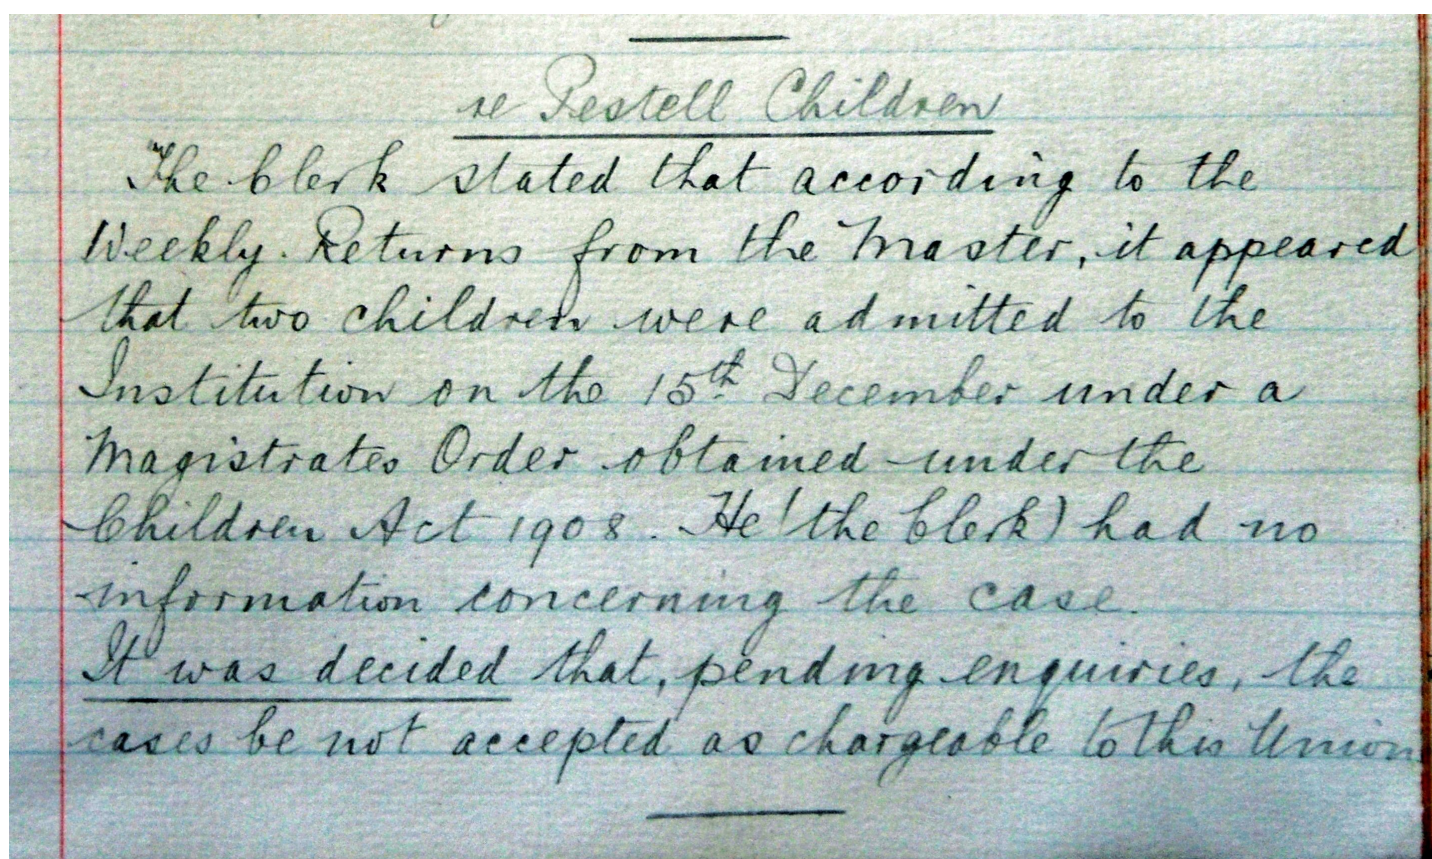 re Pestell Children
The Clerk stated that according to the
Weekly Returns from the Master, it appeared
that two children were admitted to the
Institution on the 15th December under a
Magistrates Order obtained under the
Children Act 1908. He (the Clerk) had no
information concerning the case.
It was decided that, pending enquiries, the
cases be not accepted as chargeable to this Union